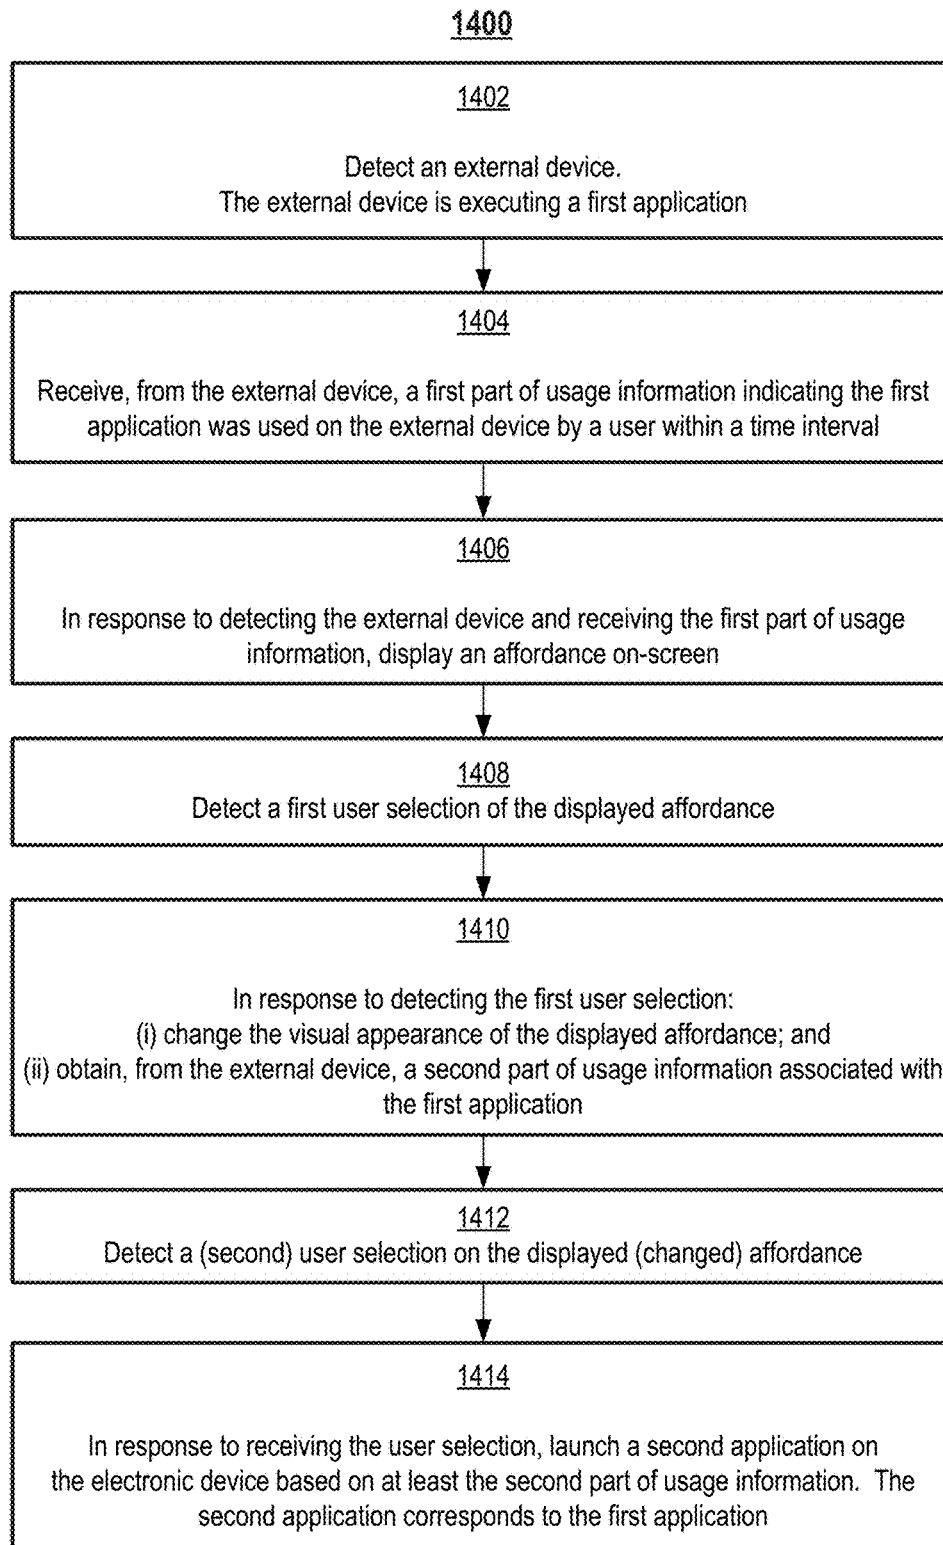 1400
1402
Detect an external device.
The external device is executing a first application
1404
Receive, from the external device, a first part of usage information indicating the first
application was used on the external device by a user within a time interval
1406
In response to detecting the external device and receiving the first part of usage
information, display an affordance on-screen
1408
Detect a first user selection of the displayed affordance
1410
In response to detecting the first user selection:
(i) change the visual appearance of the displayed affordance; and
(ii) obtain, from the external device, a second part of usage information associated with
the first application
1412
Detect a (second) user selection on the displayed (changed) affordance
1414
In response to receiving the user selection, launch a second application on
the electronic device based on at least the second part of usage information.  The
second application corresponds to the first application